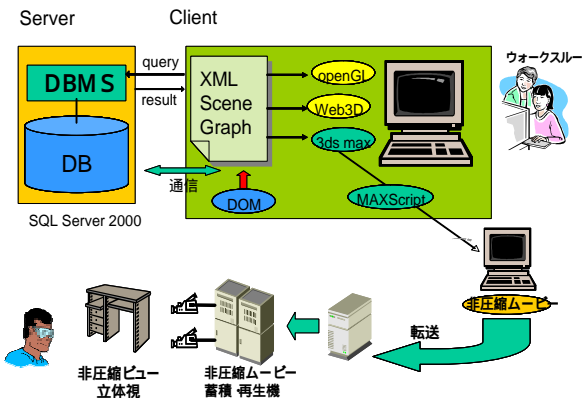 Server
Client
query
DBMS
result
DB
SQL Server 2000
通信
XML
Scene
Graph
openGl
Web3D
3ds max
DOM
MAXScript
ウォークスルー
非圧縮ムービー
転送
非圧縮ビュー
立体視
非圧縮ムービー
蓄積・再生機